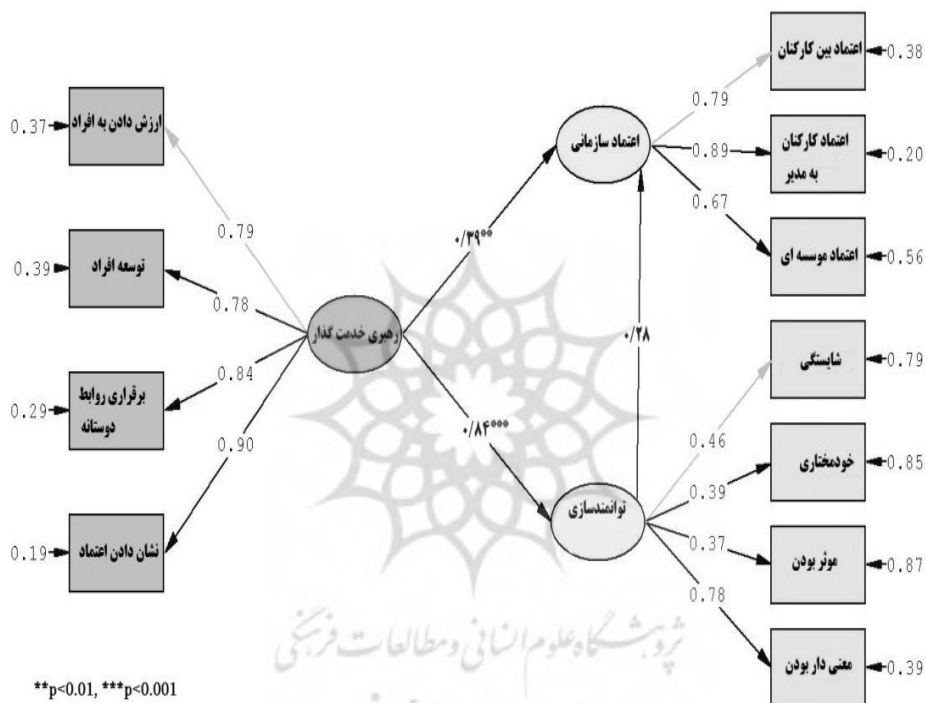 0.37
ارزش دادن به افراد
0.39
توسعه افراد
0.29
برقراری روابط
دوستانه
0.19
نشان دادن اعتماد
0.79
0.78
0.84
0.90
رهبری خدمت گذار
۰/۳۹**
۰/۸۴***
۰/۲۸
اعتماد سازمانی
توانمندسازی
0.79
0.89
0.67
0.46
0.39
0.37
0.78
اعتماد بین کارکنان
0.38
اعتماد کارکنان
به مدیر
0.20
اعتماد موسسه ای
0.56
شایستگی
0.79
خودمختاری
0.85
موثر بودن
0.87
معنی دار بودن
0.39
پژوهشگاه علوم انسانی و مطالعات فرهنگی
**p<0.01, ***p<0.001